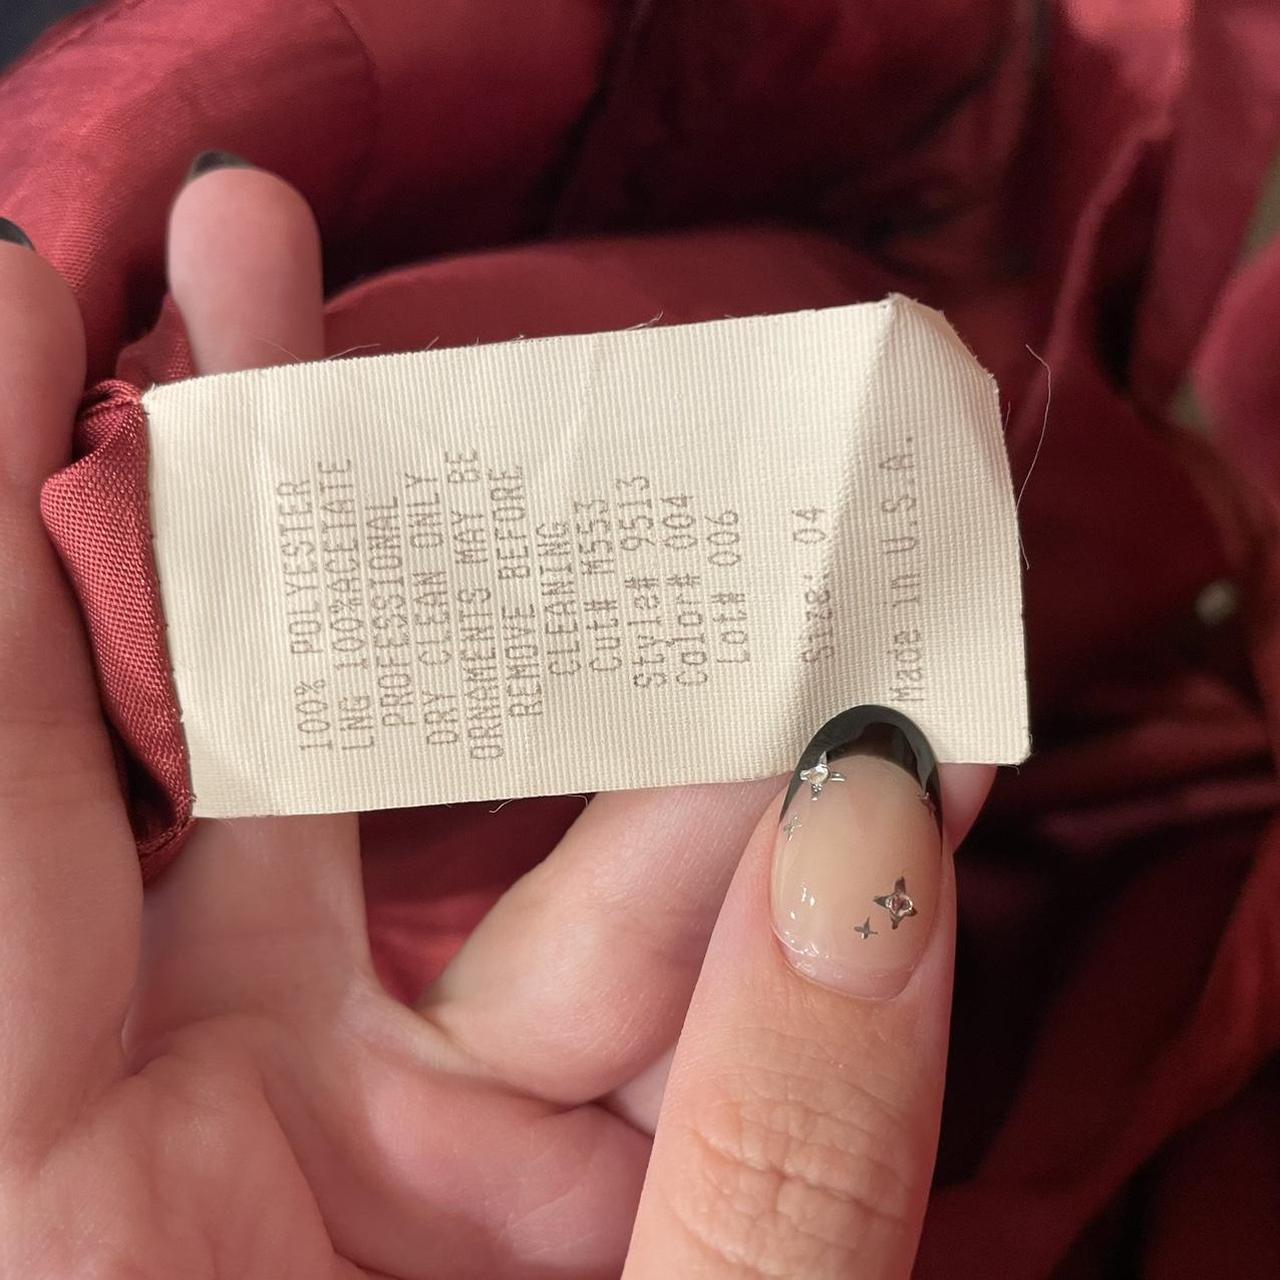 100% POLYESTER
LNG 100%ACETATE
PROFESSIONAL
DRY CLEAN ONLY
ORNAMENTS MAY BE
REMOVE BEFORE
CLEANING
Cut# M553
Style# 9513
Calor# 004
Lot# 006
Size: 04
Made in U.S.A.